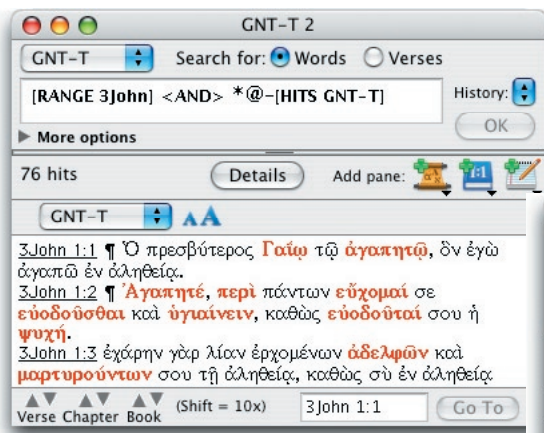 GNT-T 2
GNT-T Search for: Words Verses
[RANGE 3John] <AND> *@-[HITS GNT-T]
History:
OK
More options
76 hits Details Add pane:
GNT-T AA
3John 1:1 ¶ Ὁ πρεσβύτερος Γαΐῳ τῷ ἀγαπητῷ, ὃν ἐγὼ
ἀγαπῶ ἐν ἀληθείᾳ.
3John 1:2 ¶ Ἀγαπητέ, περὶ πάντων εὔχομαί σε
εὐοδοῦσθαι καὶ ὑγιαίνειν, καθὼς εὐοδοῦταί σου ἡ
ψυχή.
3John 1:3 ἐχάρην γὰρ λίαν ἐρχομένων ἀδελφῶν καὶ
μαρτυρούντων σου τῇ ἀληθείᾳ, καθὼς σὺ ἐν ἀληθείᾳ
Verse Chapter Book (Shift = 10x) 3John 1:1 Go To